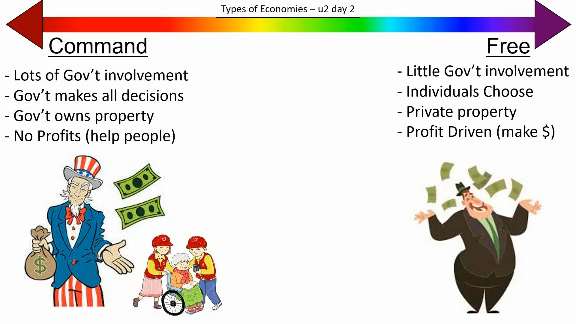 Types of Economies – u2 day 2
Command
- Lots of Gov’t involvement
- Gov’t makes all decisions
- Gov’t owns property
- No Profits (help people)
Free
- Little Gov’t involvement
- Individuals Choose
- Private property
- Profit Driven (make $)
$